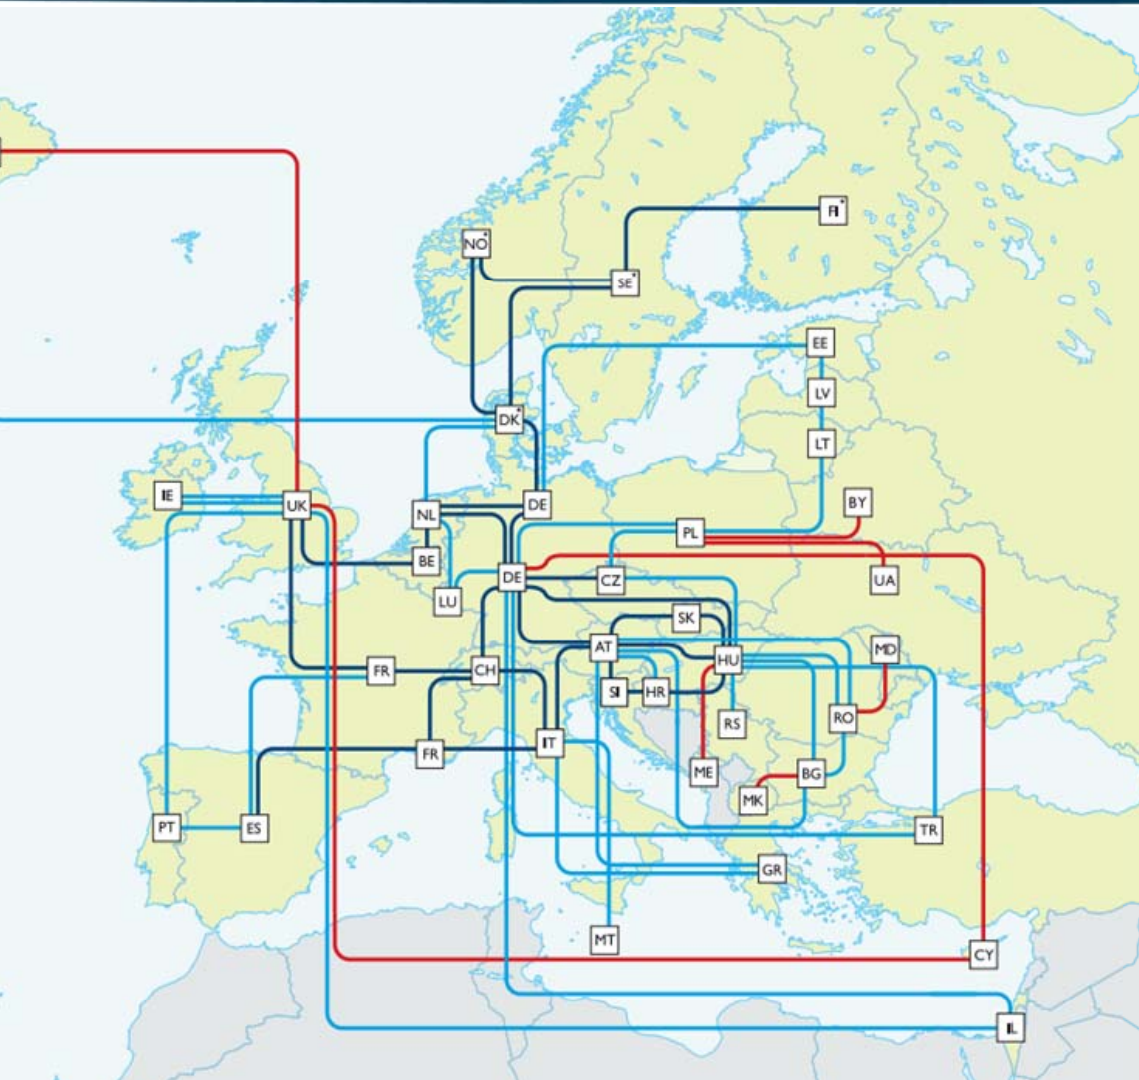 FI*
NO*
SE*
EE
LV
DK*
LT
IE
UK
NL
DE
BY
PL
BE
DE
CZ
UA
LU
SK
AT
HU
MD
FR
CH
SI
HR
RO
RS
FR
IT
ME
BG
MK
PT
ES
TR
GR
MT
CY
IL